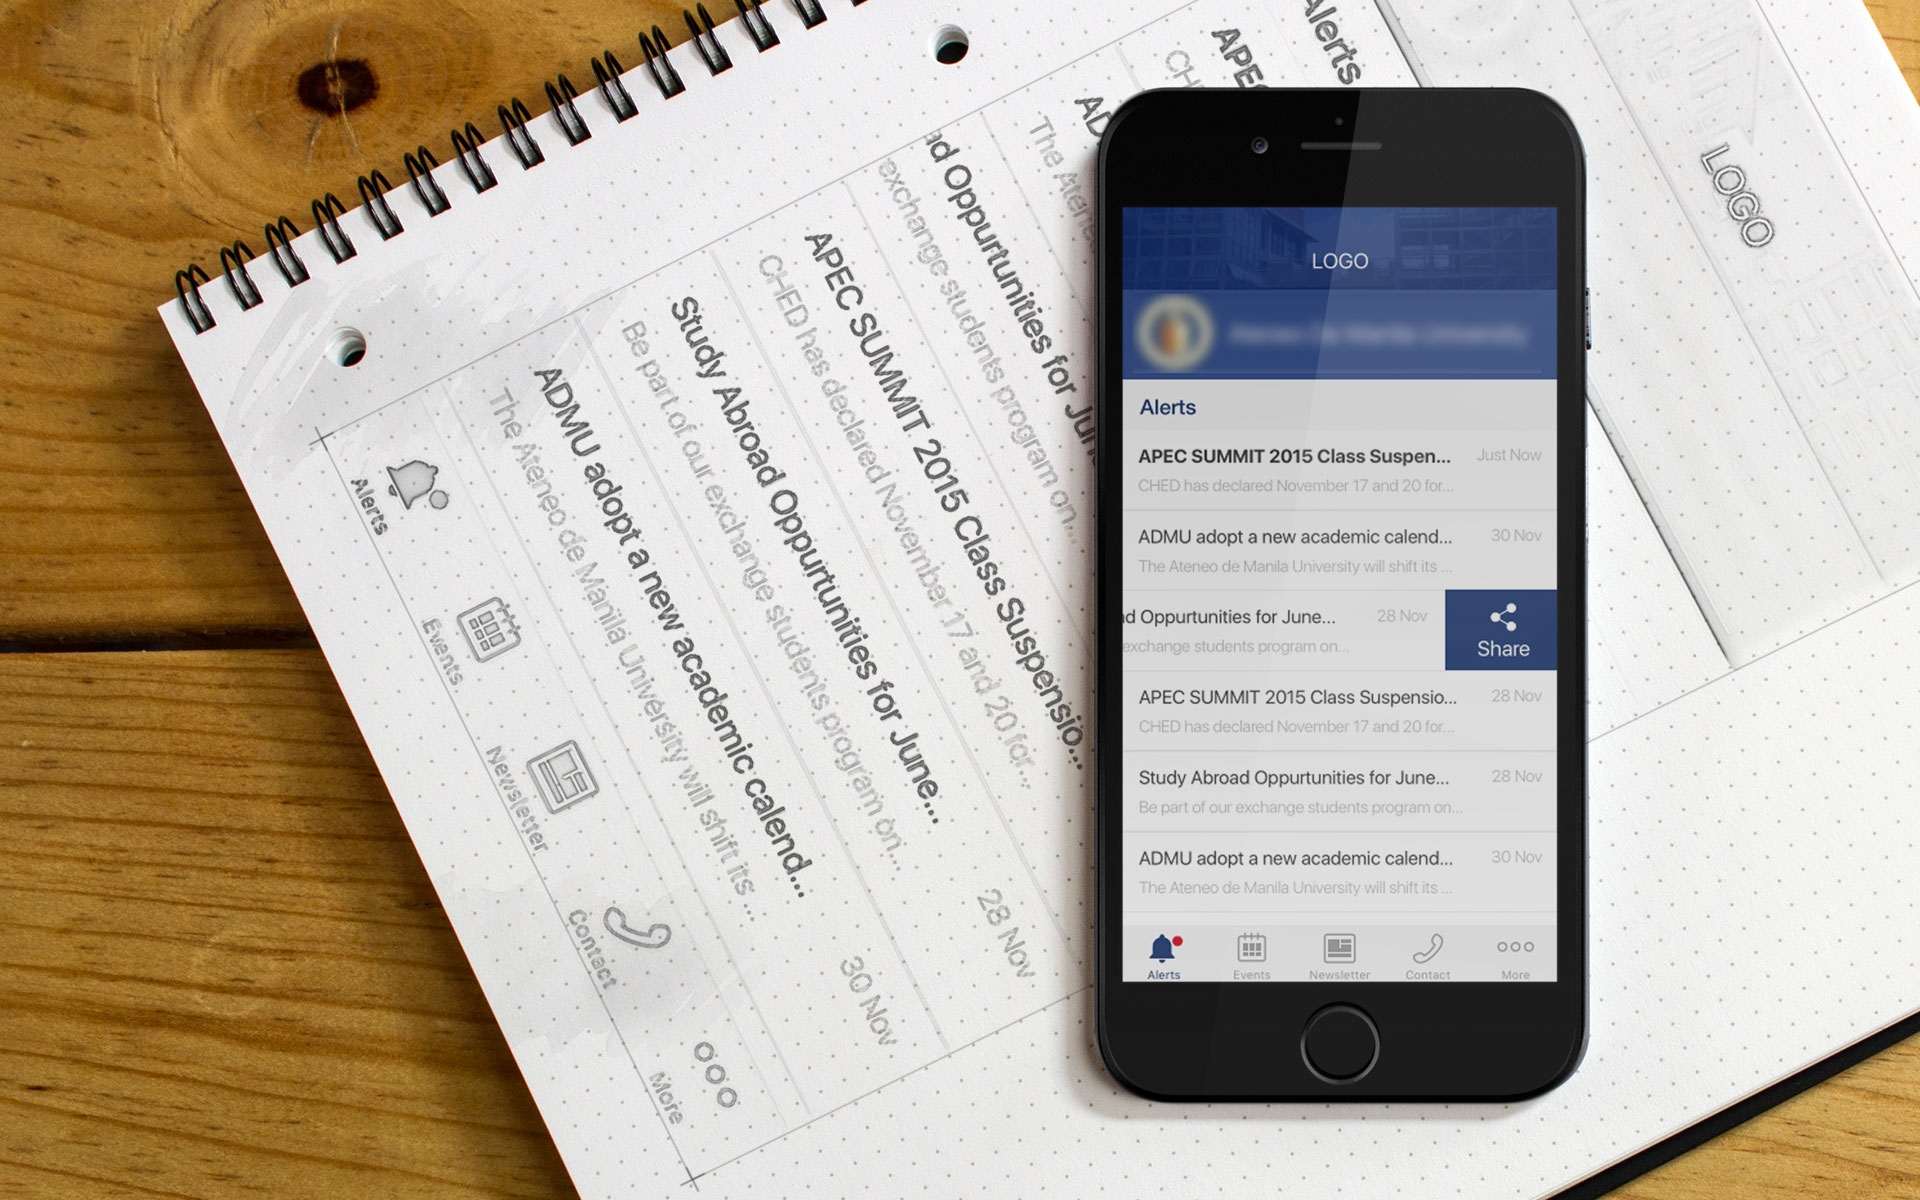 Alerts
APEC
CH
AD
The Atene
ad Oppurtunities for Jun
exchange students program on...
APEC SUMMIT 2015 Class Suspensio...
CHED has declared November 17 and 20 for...
28 Nov
Study Abroad Oppurtunities for June...
Be part of our exchange students program on...
ADMU adopt a new academic calend...
The Ateneo de Manila University will shift its ...
30 Nov
Alerts
Events
Newsletter
Contact
More
LOGO
LOGO
Ateneo De Manila University
Alerts
APEC SUMMIT 2015 Class Suspen... Just Now
CHED has declared November 17 and 20 for...
ADMU adopt a new academic calend... 30 Nov
The Ateneo de Manila University will shift its ...
d Oppurtunities for June... 28 Nov
exchange students program on...
Share
APEC SUMMIT 2015 Class Suspensio... 28 Nov
CHED has declared November 17 and 20 for...
Study Abroad Oppurtunities for June... 28 Nov
Be part of our exchange students program on...
ADMU adopt a new academic calend... 30 Nov
The Ateneo de Manila University will shift its ...
Alerts Events Newsletter Contact More